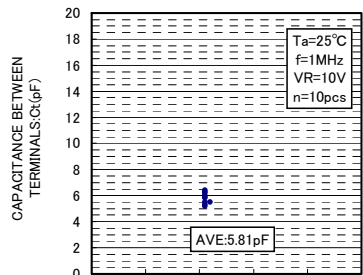 20
18
16
14
12
10
8
6
4
2
0
CAPACITANCE BETWEEN
TERMINALS:Ct(pF)
Ta=25℃
f=1MHz
VR=10V
n=10pcs
AVE:5.81pF